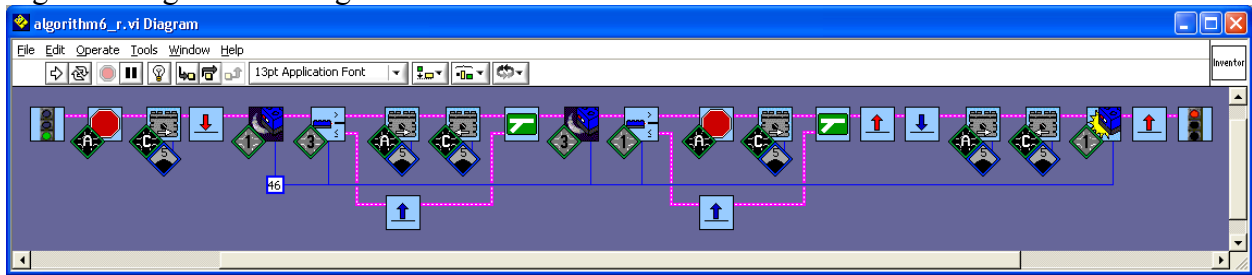 algorithm6_r.vi Diagram
File Edit Operate Tools Window Help
13pt Application Font
Inventor
A C 5 1 > ≤ 3 A 5 C 5 3 > ≤ 1 A C 5 A 5 C 5 1
46